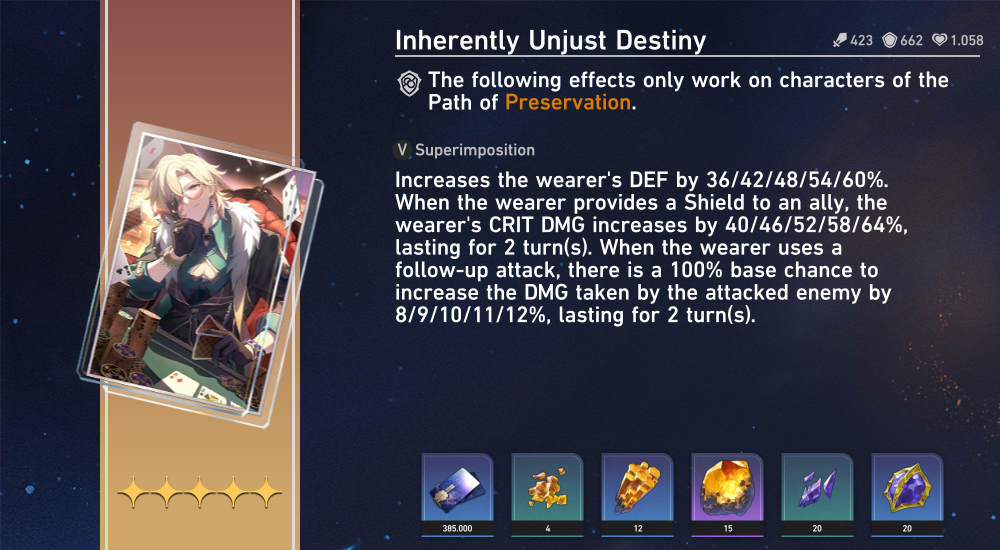 Inherently Unjust Destiny
423 662 1.058
The following effects only work on characters of the
Path of Preservation.
V Superimposition
Increases the wearer's DEF by 36/42/48/54/60%.
When the wearer provides a Shield to an ally, the
wearer's CRIT DMG increases by 40/46/52/58/64%,
lasting for 2 turn(s). When the wearer uses a
follow-up attack, there is a 100% base chance to
increase the DMG taken by the attacked enemy by
8/9/10/11/12%, lasting for 2 turn(s).
385.000 4 12 15 20 20